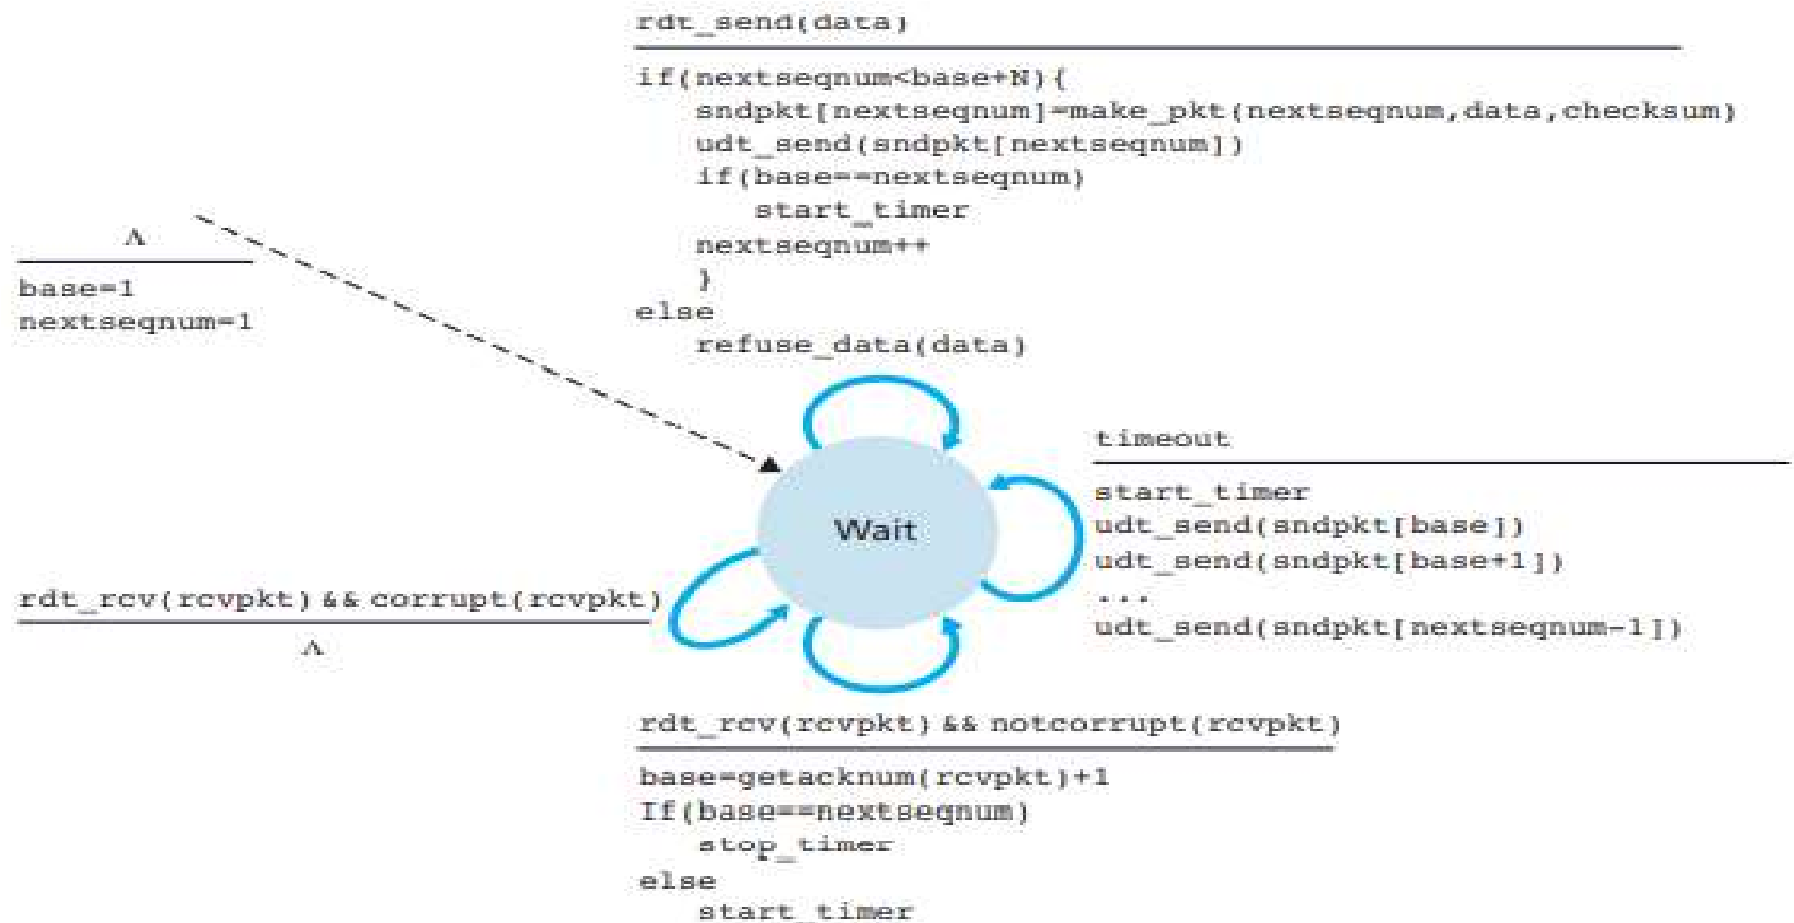 rdt_send(data)
if(nextseqnum<base+N){
sndpkt[nextseqnum]=make_pkt(nextseqnum,data,checksum)
udt_send(sndpkt[nextseqnum])
if(base==nextseqnum)
start_timer
nextseqnum++
}
else
refuse_data(data)
Λ
base=1
nextseqnum=1
Wait
timeout
start_timer
udt_send(sndpkt[base])
udt_send(sndpkt[base+1])
...
udt_send(sndpkt[nextseqnum-1])
rdt_rcv(rcvpkt) && corrupt(rcvpkt)
Λ
rdt_rcv(rcvpkt) && notcorrupt(rcvpkt)
base=getacknum(rcvpkt)+1
If(base==nextseqnum)
stop_timer
else
start_timer